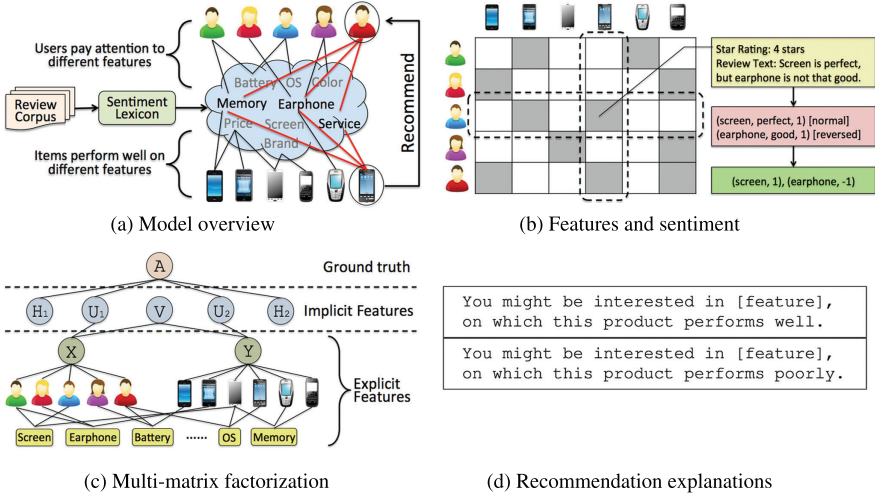 Users pay attention to
different features
Battery OS Color
Memory Earphone
Review
Corpus
Sentiment
Lexicon
Service
Price Screen
Brand
Items perform well on
different features
Recommend
(a) Model overview
Star Rating: 4 stars
Review Text: Screen is perfect,
but earphone is not that good.
(screen, perfect, 1) [normal]
(earphone, good, 1) [reversed]
(screen, 1), (earphone, -1)
(b) Features and sentiment
A
Ground truth
H1 U1 V U2 H2
Implicit Features
X Y
Explicit
Features
Screen Earphone Battery ...... OS Memory
(c) Multi-matrix factorization
You might be interested in [feature],
on which this product performs well.
You might be interested in [feature],
on which this product performs poorly.
(d) Recommendation explanations